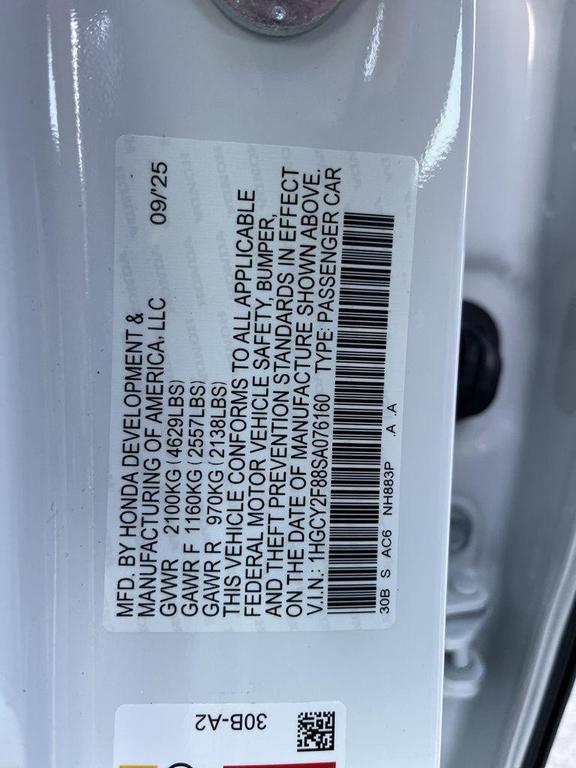 MFD. BY HONDA DEVELOPMENT &
MANUFACTURING OF AMERICA, LLC 09/'25
GVWR 2100KG (4629LBS)
GAWR F 1160KG (2557LBS)
GAWR R 970KG (2138LBS)
THIS VEHICLE CONFORMS TO ALL APPLICABLE
FEDERAL MOTOR VEHICLE SAFETY, BUMPER,
AND THEFT PREVENTION STANDARDS IN EFFECT
ON THE DATE OF MANUFACTURE SHOWN ABOVE.
V.I.N.: 1HGCY2F88SA076160 TYPE: PASSENGER CAR
30B S AC6 NH883P .A .A
30B-A2